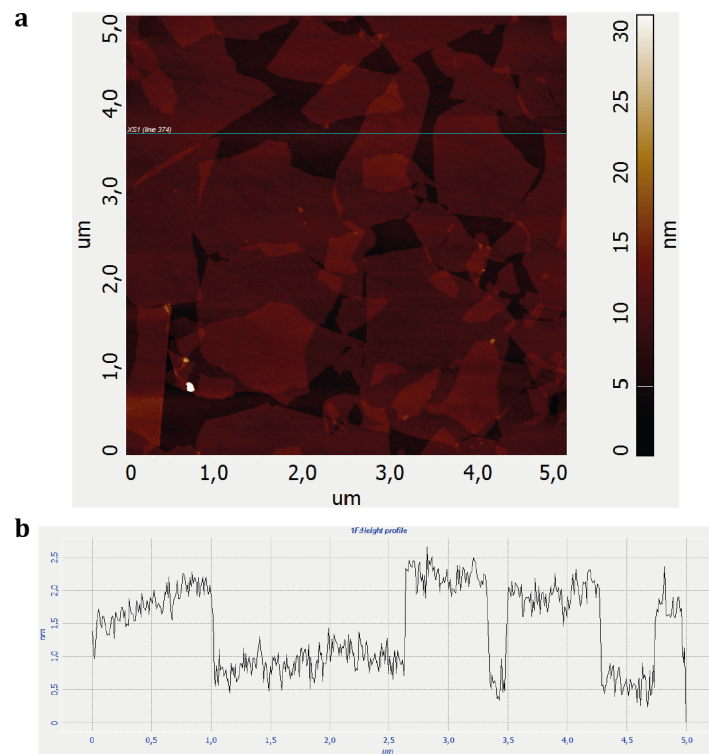 a
5,0
4,0
3,0
2,0
1,0
0
um
XS1 (line 374)
0 1,0 2,0 3,0 4,0 5,0
um
30
25
20
15
10
5
0
nm
b
1F:Height profile
2,5
2,0
1,5
1,0
0,5
0
nm
0 0,5 1,0 1,5 2,0 2,5 3,0 3,5 4,0 4,5 5,0
um